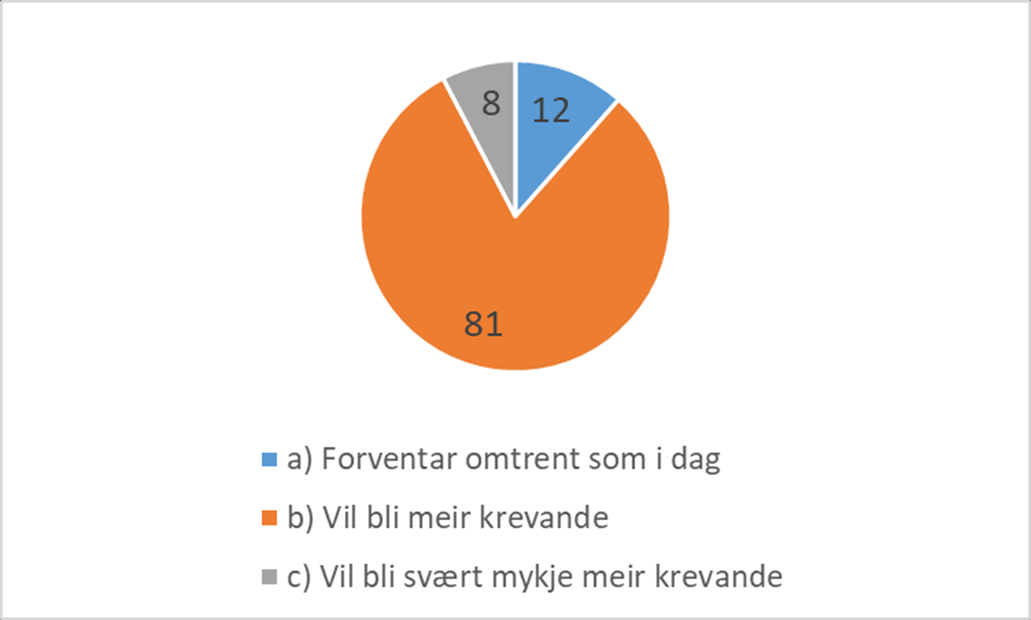 8
12
81
a) Forventar omtrent som i dag
b) Vil bli meir krevande
c) Vil bli svært mykje meir krevande